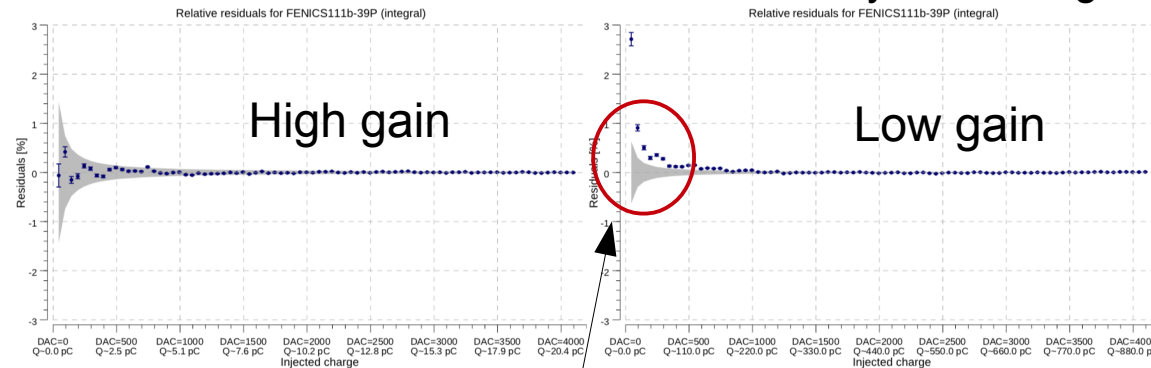 Relative residuals for FENICS111b-39P (integral)
High gain
Residuals [%]
3
2
1
0
-1
-2
-3
DAC=0 DAC=500 DAC=1000 DAC=1500 DAC=2000 DAC=2500 DAC=3000 DAC=3500 DAC=4000
Q~0.0 pC Q~2.5 pC Q~5.1 pC Q~7.6 pC Q~10.2 pC Q~12.8 pC Q~15.3 pC Q~17.9 pC Q~20.4 pC
Injected charge
Relative residuals for FENICS111b-39P (integral)
Low gain
Residuals [%]
3
2
1
0
-1
-2
-3
DAC=0 DAC=500 DAC=1000 DAC=1500 DAC=2000 DAC=2500 DAC=3000 DAC=3500 DAC=400
Q~0.0 pC Q~110.0 pC Q~220.0 pC Q~330.0 pC Q~440.0 pC Q~550.0 pC Q~660.0 pC Q~770.0 pC Q~880.0 p
Injected charge